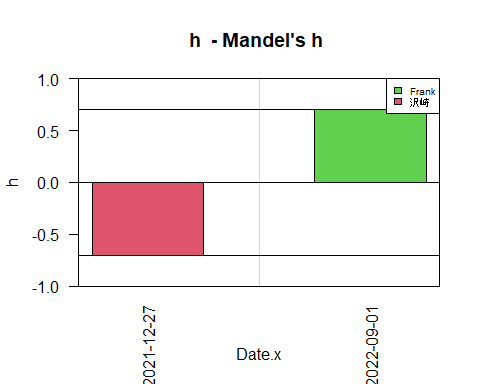 h - Mandel's h
1.0
0.5
0.0
-0.5
-1.0
h
Frank
沢崎
2021-12-27
2022-09-01
Date.x